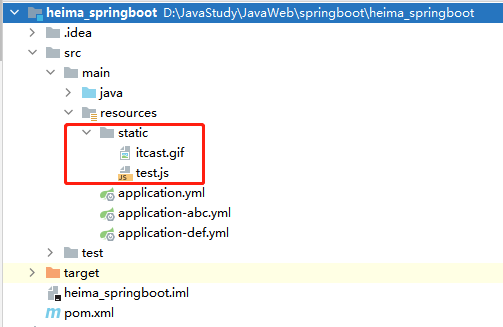 heima_springboot D:\JavaStudy\JavaWeb\springboot\heima_springboot
.idea
src
main
java
resources
static
itcast.gif
JS test.js
application.yml
application-abc.yml
application-def.yml
test
target
heima_springboot.iml
m pom.xml